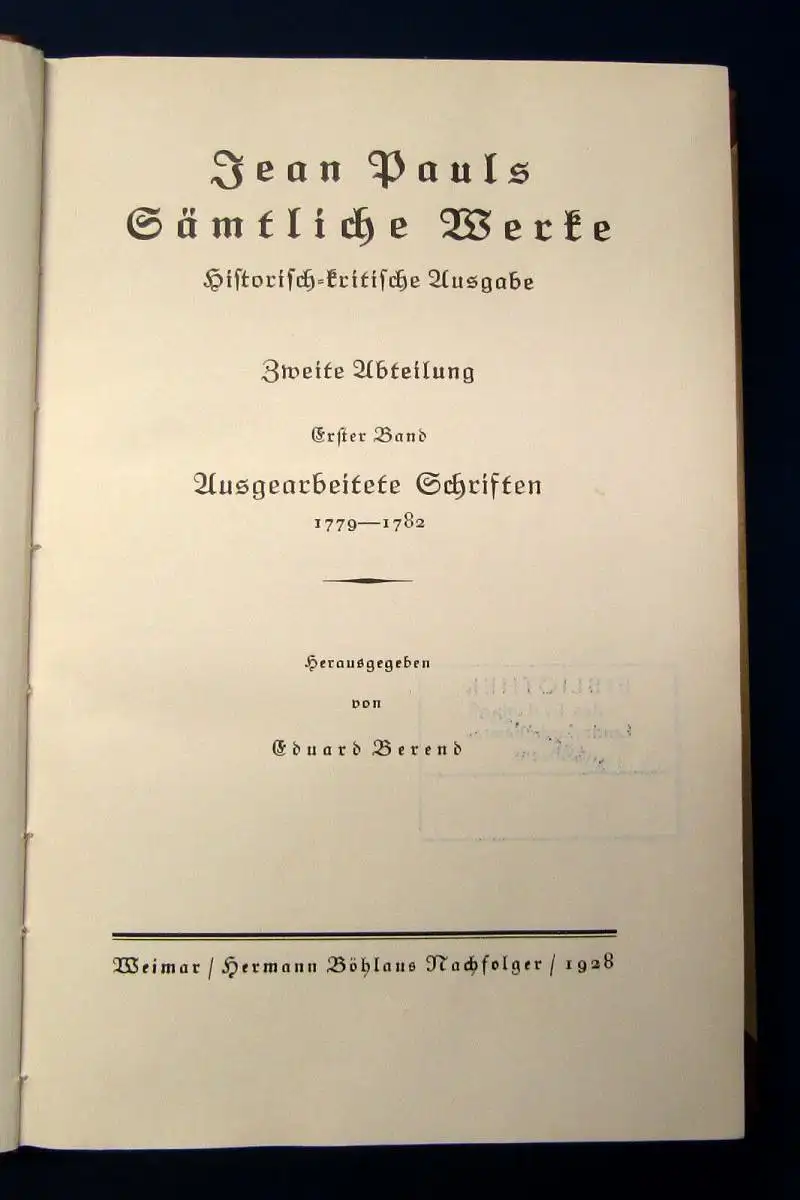 Jean Pauls
Sämtliche Werke
Historisch-kritische Ausgabe
Zweite Abteilung
Erster Band
Ausgearbeitete Schriften
1779—1782
Herausgegeben
von
Eduard Berend
BIBLIOTHEK
Weimar / Hermann Böhlaus Nachfolger / 1928